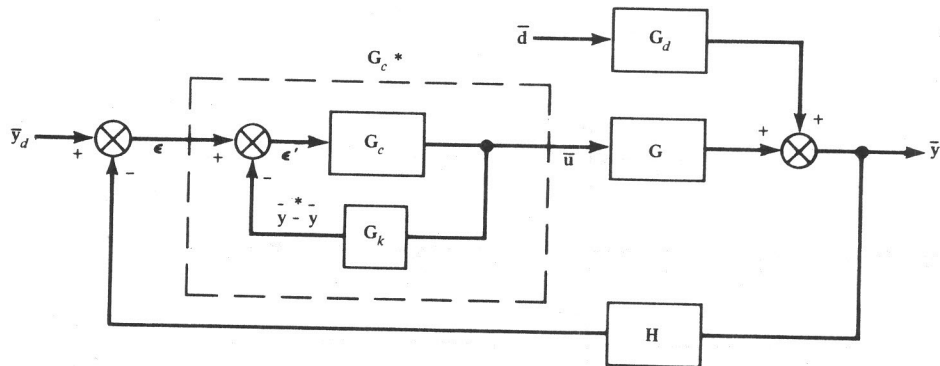 d̄
G_d
G_c *
+
ȳ_d
+
ϵ
+
ϵ'
G_c
ū
G
+
ȳ
-
-
ȳ* - ȳ
G_k
H